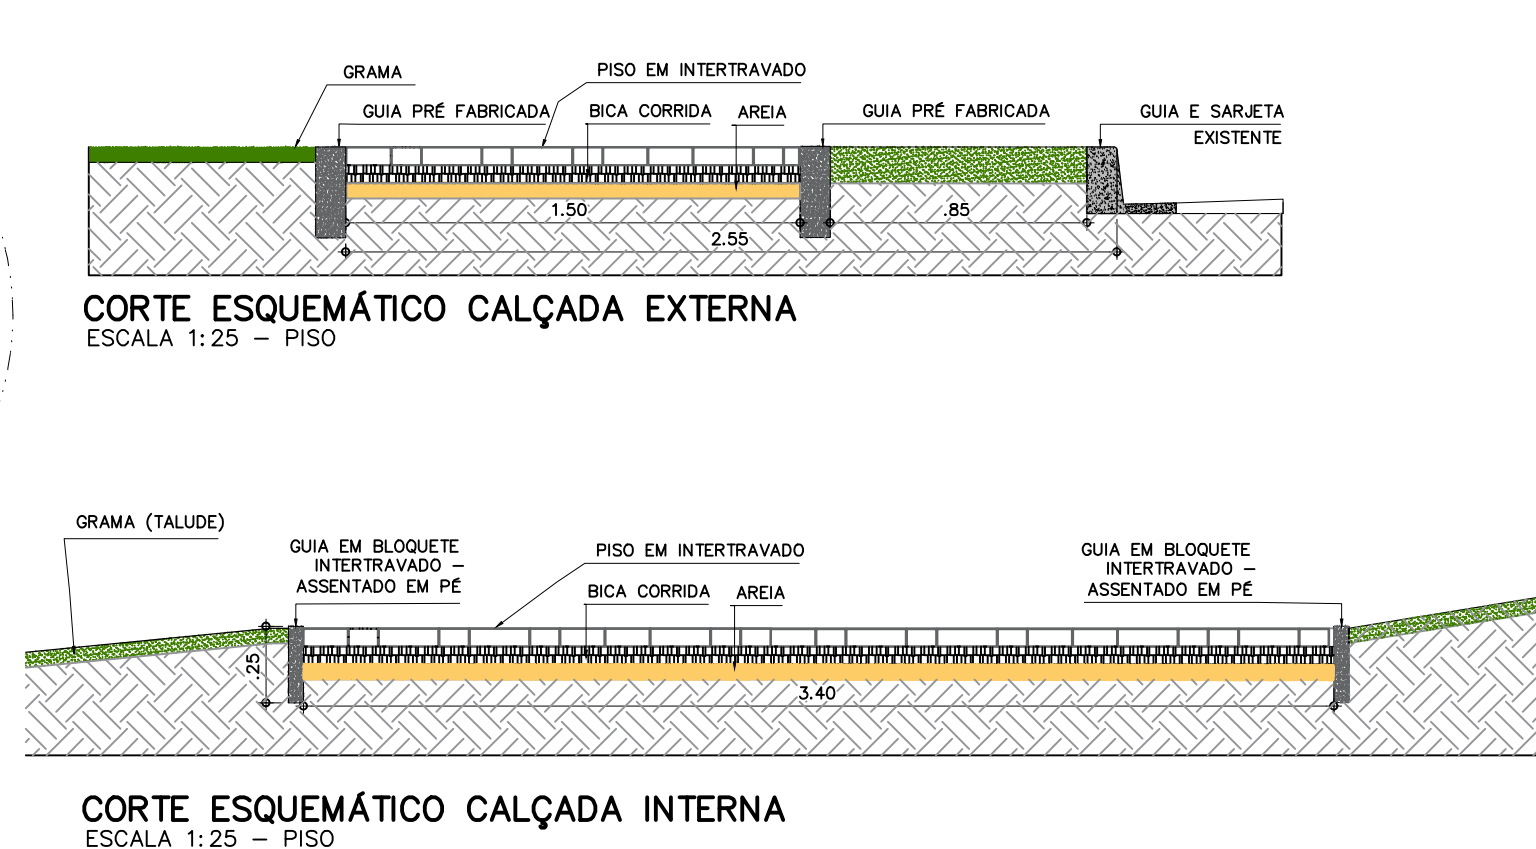 GRAMA
PISO EM INTERTRAVADO
GUIA PRÉ FABRICADA
BICA CORRIDA
AREIA
GUIA PRÉ FABRICADA
GUIA E SARJETA
EXISTENTE
1.50
.85
2.55
CORTE ESQUEMÁTICO CALÇADA EXTERNA
ESCALA 1:25 – PISO
GRAMA (TALUDE)
GUIA EM BLOQUETE
INTERTRAVADO –
ASSENTADO EM PÉ
PISO EM INTERTRAVADO
BICA CORRIDA
AREIA
GUIA EM BLOQUETE
INTERTRAVADO –
ASSENTADO EM PÉ
.25
3.40
CORTE ESQUEMÁTICO CALÇADA INTERNA
ESCALA 1:25 – PISO